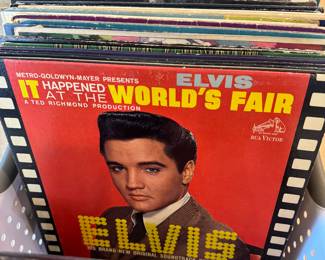 METRO-GOLDWYN-MAYER PRESENTS
ELVIS
IT HAPPENED
AT THE WORLD'S FAIR
A TED RICHMOND PRODUCTION
RCA VICTOR
ELVIS
HIS BRAND-NEW ORIGINAL SOUNDTRACK